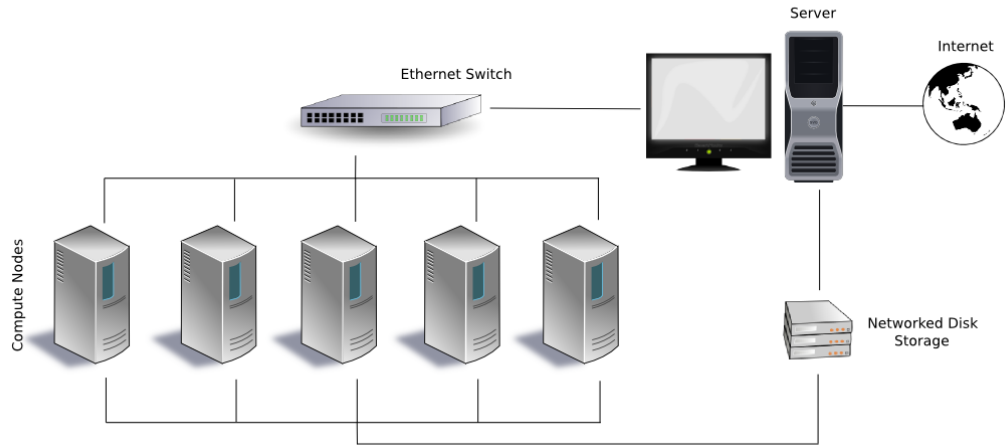 Server
Internet
Ethernet Switch
Compute Nodes
Networked Disk
Storage